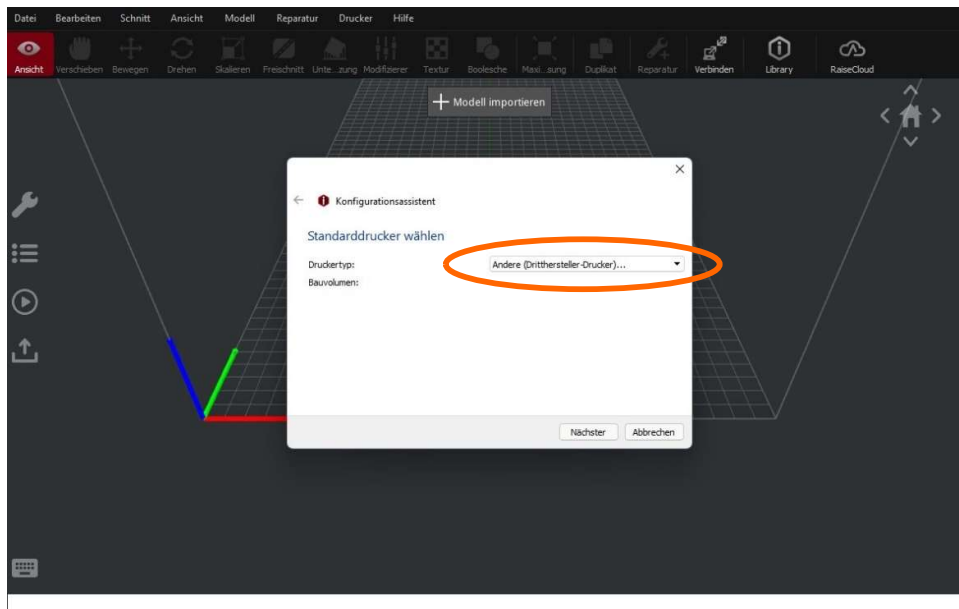 Datei Bearbeiten Schnitt Ansicht Modell Reparatur Drucker Hilfe
Ansicht Verschieben Bewegen Drehen Skalieren Freischnitt Unte...zung Modifizierer Textur Boolesche Maxi...sung Duplikat Reparatur Verbinden Library RaiseCloud
Modell importieren
Konfigurationsassistent
Standarddrucker wählen
Druckertyp: Andere (Dritthersteller-Drucker)...
Bauvolumen:
Nächster Abbrechen